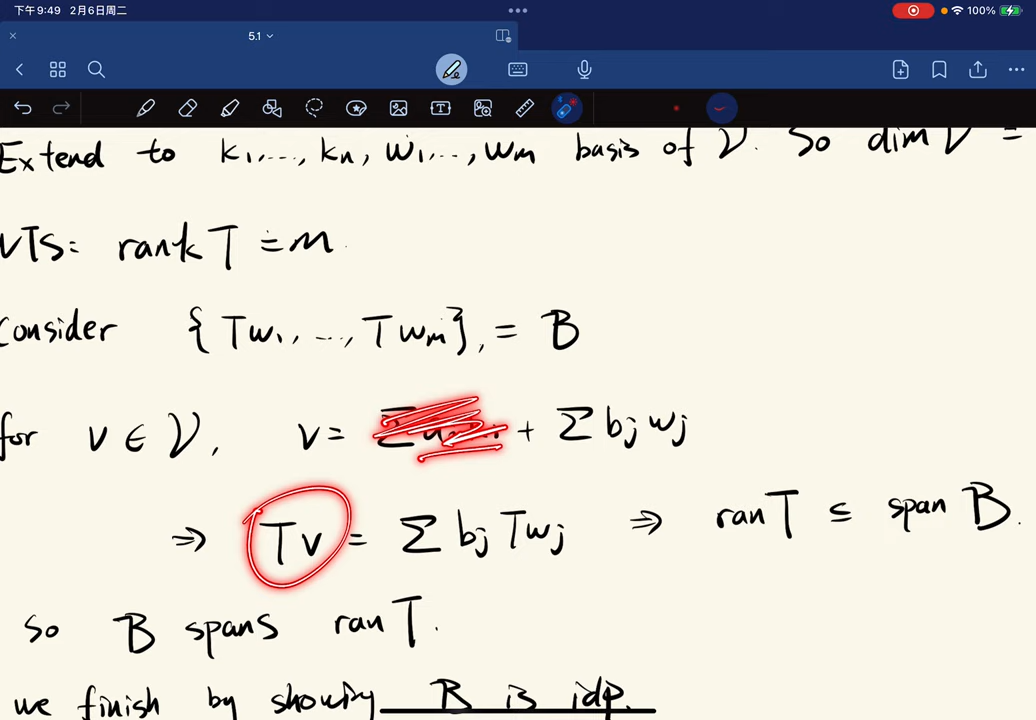 下午9:49 2月6日周二
100%
5.1
Extend to k1,..., kn, w1..., wm basis of V. So dim V =
WTS: rank T = m.
Consider {Tw1, ..., Twm}, = B
for v ∈ V, v = + Σ bj wj
⇒ Tv = Σ bj Twj ⇒ ran T ⊆ span B.
So B spans ran T.
we finish by showing B is idp.